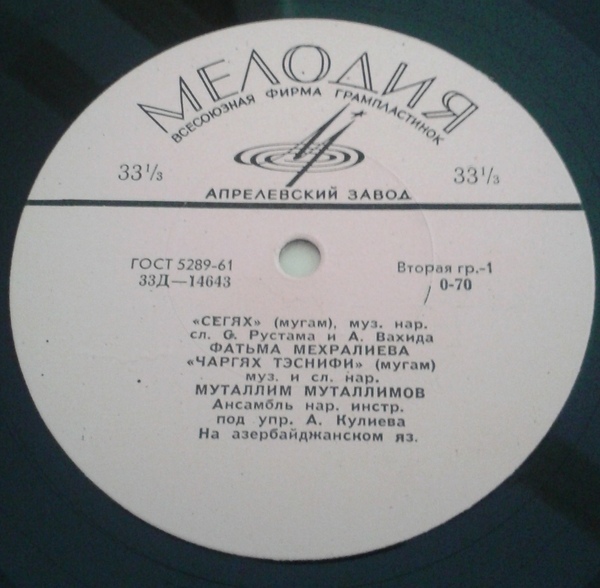 МЕЛОДИЯ
ВСЕСОЮЗНАЯ ФИРМА ГРАМПЛАСТИНОК
33⅓ 33⅓
АПРЕЛЕВСКИЙ ЗАВОД
ГОСТ 5289-61 Вторая гр.-1
33Д—14643 0-70
«СЕГЯХ» (мугам), муз. нар.
сл. С. Рустама и А. Вахида
ФАТЬМА МЕХРАЛИЕВА
«ЧАРГЯХ ТЭСНИФИ» (мугам)
муз. и сл. нар.
МУТАЛЛИМ МУТАЛЛИМОВ
Ансамбль нар. инстр.
под упр. А. Кулиева
На азербайджанском яз.